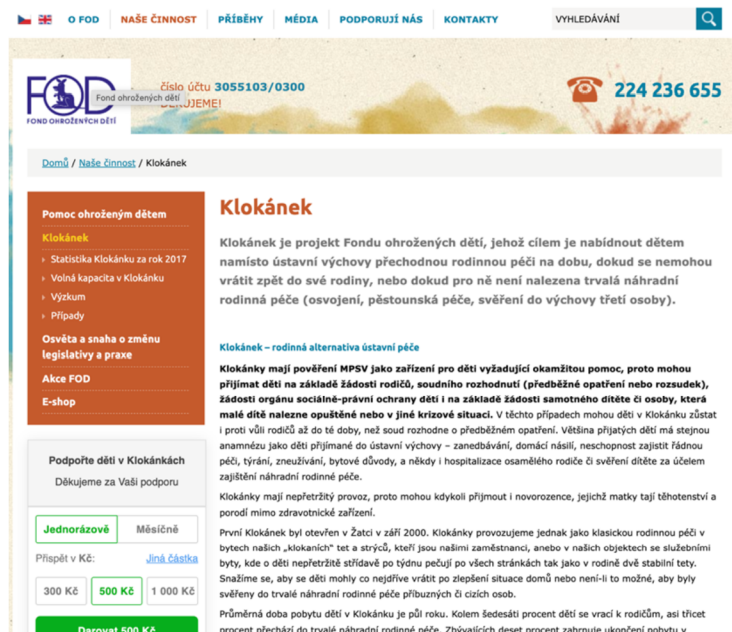 O FOD NAŠE ČINNOST PŘÍBĚHY MÉDIA PODPORUJÍ NÁS KONTAKTY VYHLEDÁVÁNÍ
FOD
FOND OHROŽENÝCH DĚTÍ
Fond ohrožených dětí
číslo účtu 3055103/0300
DĚKUJEME!
224 236 655
Domů / Naše činnost / Klokánek
Pomoc ohroženým dětem
Klokánek
Statistika Klokánku za rok 2017
Volná kapacita v Klokánku
Výzkum
Případy
Osvěta a snaha o změnu
legislativy a praxe
Akce FOD
E-shop
Podpořte děti v Klokánkách
Děkujeme za Vaši podporu
Jednorázově Měsíčně
Přispět v Kč: Jiná částka
300 Kč 500 Kč 1 000 Kč
Darovat 500 Kč
Klokánek
Klokánek je projekt Fondu ohrožených dětí, jehož cílem je nabídnout dětem
namísto ústavní výchovy přechodnou rodinnou péči na dobu, dokud se nemohou
vrátit zpět do své rodiny, nebo dokud pro ně není nalezena trvalá náhradní
rodinná péče (osvojení, pěstounská péče, svěření do výchovy třetí osoby).
Klokánek – rodinná alternativa ústavní péče
Klokánky mají pověření MPSV jako zařízení pro děti vyžadující okamžitou pomoc, proto mohou
přijímat děti na základě žádosti rodičů, soudního rozhodnutí (předběžné opatření nebo rozsudek),
žádosti orgánu sociálně-právní ochrany dětí i na základě žádosti samotného dítěte či osoby, která
malé dítě nalezne opuštěné nebo v jiné krizové situaci. V těchto případech mohou děti v Klokánku zůstat
i proti vůli rodičů až do té doby, než soud rozhodne o předběžném opatření. Většina přijatých dětí má stejnou
anamnézu jako děti přijímané do ústavní výchovy – zanedbávání, domácí násilí, neschopnost zajistit řádnou
péči, týrání, zneužívání, bytové důvody, a někdy i hospitalizace osamělého rodiče či svěření dítěte za účelem
zajištění náhradní rodinné péče.
Klokánky mají nepřetržitý provoz, proto mohou kdykoli přijmout i novorozence, jejichž matky tají těhotenství a
porodí mimo zdravotnické zařízení.
První Klokánek byl otevřen v Žatci v září 2000. Klokánky provozujeme jednak jako klasickou rodinnou péči v
bytech našich „klokaních“ tet a strýců, kteří jsou našimi zaměstnanci, anebo v našich objektech se služebními
byty, kde o děti nepřetržitě střídavě po týdnu pečují po všech stránkách tak jako v rodině dvě stabilní tety.
Snažíme se, aby se děti mohly co nejdříve vrátit po zlepšení situace domů nebo není-li to možné, aby byly
svěřeny do trvalé náhradní rodinné péče příbuzných či cizích osob.
Průměrná doba pobytu dětí v Klokánku je půl roku. Kolem šedesáti procent dětí se vrací k rodičům, asi třicet
procent přechází do trvalé náhradní rodinné péče. Zbývajících deset procent zahrnuje ukončení pobytu v